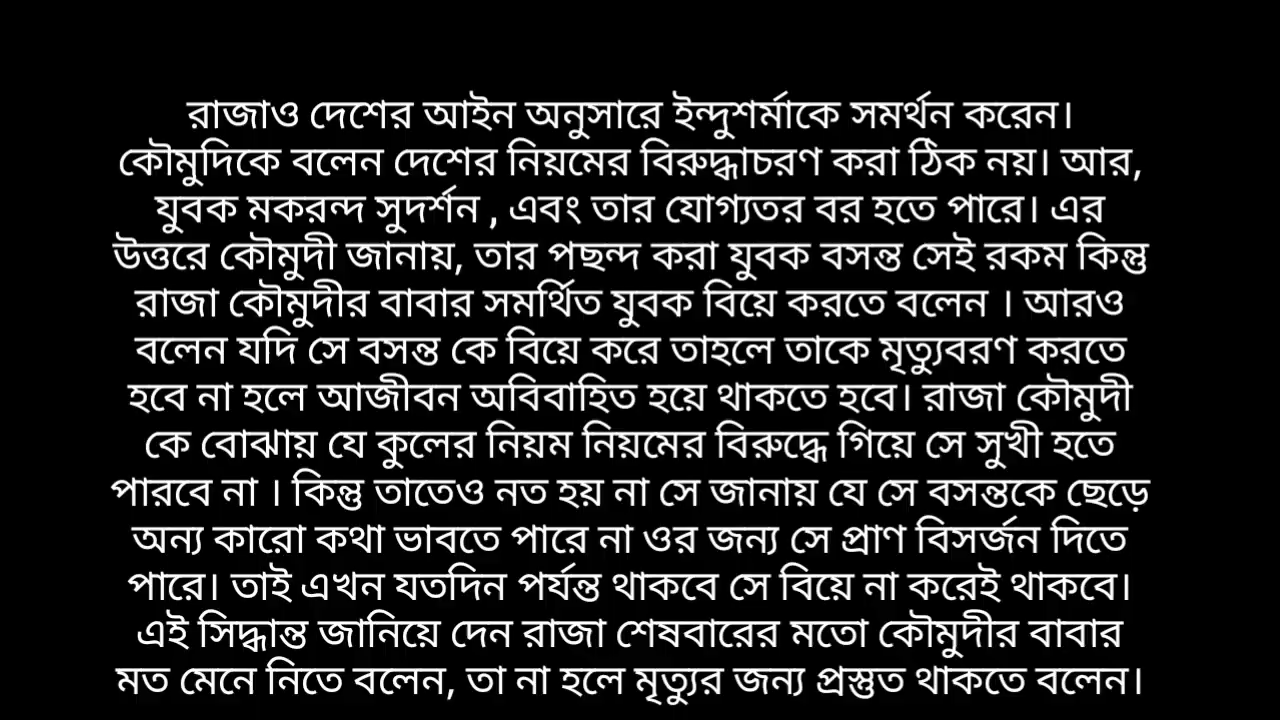 রাজাও দেশের আইন অনুসারে ইন্দুশর্মাকে সমর্থন করেন।
কৌমুদিকে বলেন দেশের নিয়মের বিরুদ্ধাচরণ করা ঠিক নয়। আর,
যুবক মকরন্দ সুদর্শন , এবং তার যোগ্যতর বর হতে পারে। এর
উত্তরে কৌমুদী জানায়, তার পছন্দ করা যুবক বসন্ত সেই রকম কিন্তু
রাজা কৌমুদীর বাবার সমর্থিত যুবক বিয়ে করতে বলেন । আরও
বলেন যদি সে বসন্ত কে বিয়ে করে তাহলে তাকে মৃত্যুবরণ করতে
হবে না হলে আজীবন অবিবাহিত হয়ে থাকতে হবে। রাজা কৌমুদী
কে বোঝায় যে কুলের নিয়ম নিয়মের বিরুদ্ধে গিয়ে সে সুখী হতে
পারবে না । কিন্তু তাতেও নত হয় না সে জানায় যে সে বসন্তকে ছেড়ে
অন্য কারো কথা ভাবতে পারে না ওর জন্য সে প্রাণ বিসর্জন দিতে
পারে। তাই এখন যতদিন পর্যন্ত থাকবে সে বিয়ে না করেই থাকবে।
এই সিদ্ধান্ত জানিয়ে দেন রাজা শেষবারের মতো কৌমুদীর বাবার
মত মেনে নিতে বলেন, তা না হলে মৃত্যুর জন্য প্রস্তুত থাকতে বলেন।